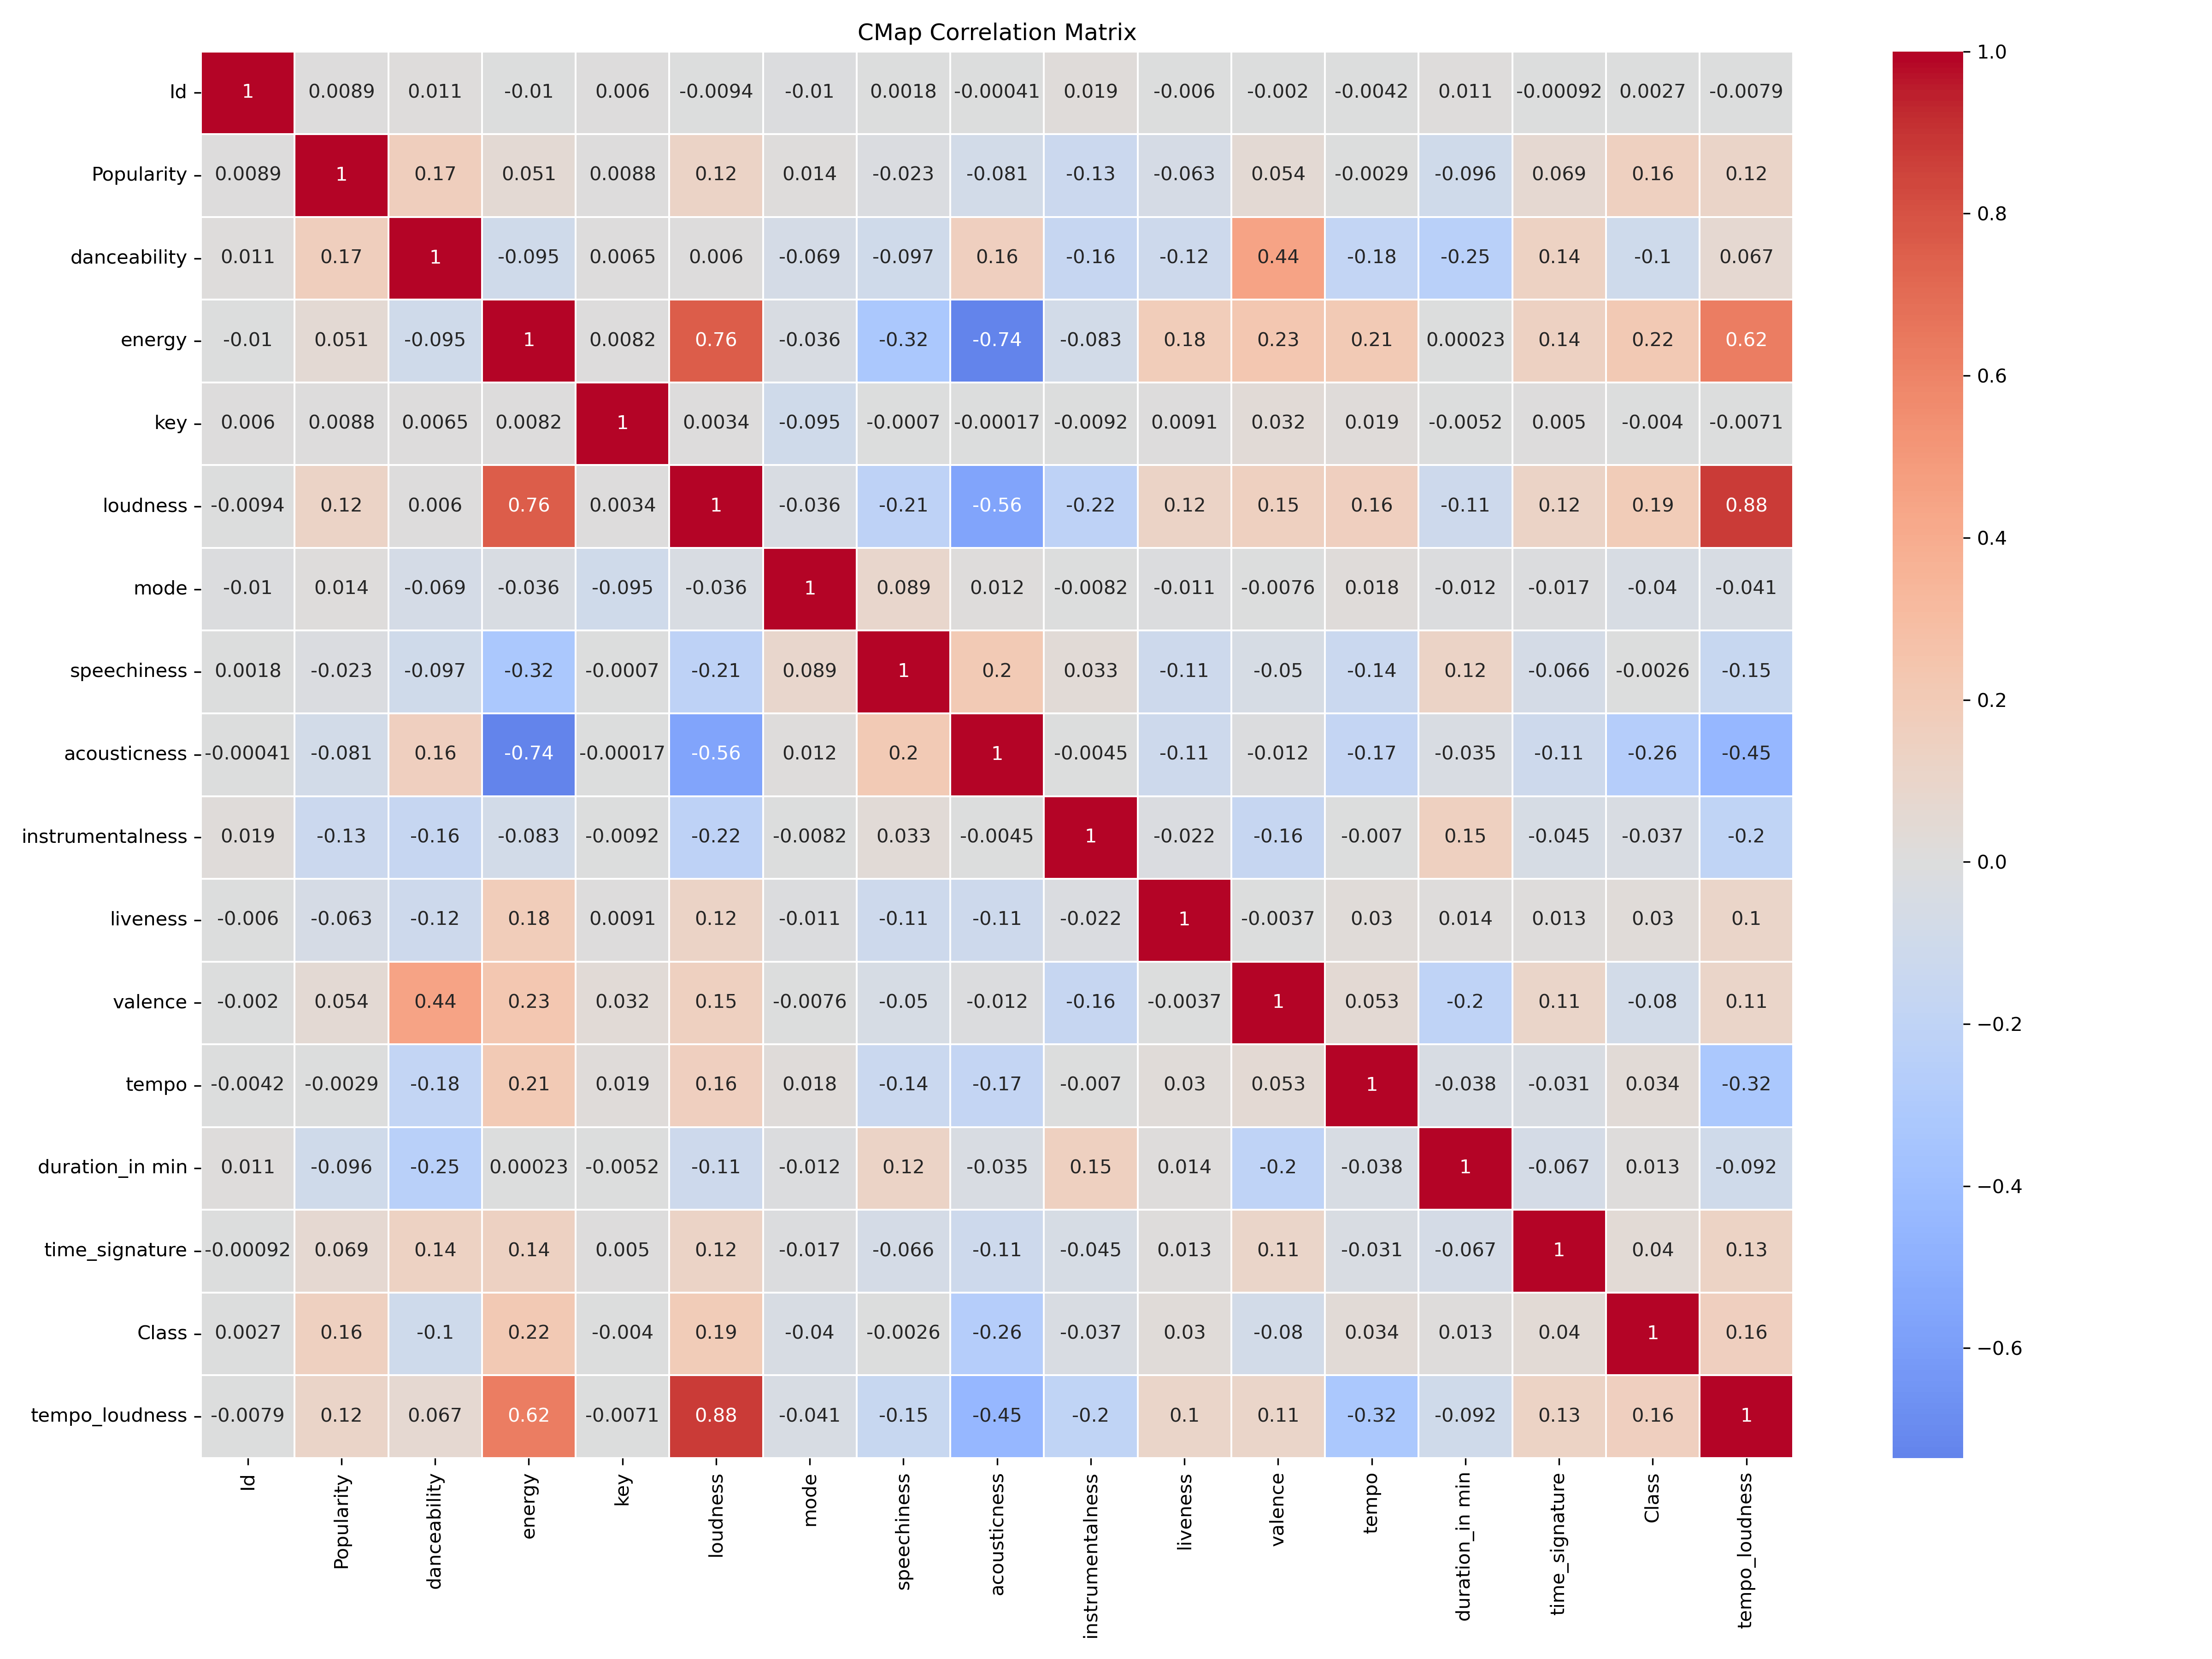 CMap Correlation Matrix
Id 1 0.0089 0.011 -0.01 0.006 -0.0094 -0.01 0.0018 -0.00041 0.019 -0.006 -0.002 -0.0042 0.011 -0.00092 0.0027 -0.0079
Popularity 0.0089 1 0.17 0.051 0.0088 0.12 0.014 -0.023 -0.081 -0.13 -0.063 0.054 -0.0029 -0.096 0.069 0.16 0.12
danceability 0.011 0.17 1 -0.095 0.0065 0.006 -0.069 -0.097 0.16 -0.16 -0.12 0.44 -0.18 -0.25 0.14 -0.1 0.067
energy -0.01 0.051 -0.095 1 0.0082 0.76 -0.036 -0.32 -0.74 -0.083 0.18 0.23 0.21 0.00023 0.14 0.22 0.62
key 0.006 0.0088 0.0065 0.0082 1 0.0034 -0.095 -0.0007 -0.00017 -0.0092 0.0091 0.032 0.019 -0.0052 0.005 -0.004 -0.0071
loudness -0.0094 0.12 0.006 0.76 0.0034 1 -0.036 -0.21 -0.56 -0.22 0.12 0.15 0.16 -0.11 0.12 0.19 0.88
mode -0.01 0.014 -0.069 -0.036 -0.095 -0.036 1 0.089 0.012 -0.0082 -0.011 -0.0076 0.018 -0.012 -0.017 -0.04 -0.041
speechiness 0.0018 -0.023 -0.097 -0.32 -0.0007 -0.21 0.089 1 0.2 0.033 -0.11 -0.05 -0.14 0.12 -0.066 -0.0026 -0.15
acousticness -0.00041 -0.081 0.16 -0.74 -0.00017 -0.56 0.012 0.2 1 -0.0045 -0.11 -0.012 -0.17 -0.035 -0.11 -0.26 -0.45
instrumentalness 0.019 -0.13 -0.16 -0.083 -0.0092 -0.22 -0.0082 0.033 -0.0045 1 -0.022 -0.16 -0.007 0.15 -0.045 -0.037 -0.2
liveness -0.006 -0.063 -0.12 0.18 0.0091 0.12 -0.011 -0.11 -0.11 -0.022 1 -0.0037 0.03 0.014 0.013 0.03 0.1
valence -0.002 0.054 0.44 0.23 0.032 0.15 -0.0076 -0.05 -0.012 -0.16 -0.0037 1 0.053 -0.2 0.11 -0.08 0.11
tempo -0.0042 -0.0029 -0.18 0.21 0.019 0.16 0.018 -0.14 -0.17 -0.007 0.03 0.053 1 -0.038 -0.031 0.034 -0.32
duration_in min 0.011 -0.096 -0.25 0.00023 -0.0052 -0.11 -0.012 0.12 -0.035 0.15 0.014 -0.2 -0.038 1 -0.067 0.013 -0.092
time_signature -0.00092 0.069 0.14 0.14 0.005 0.12 -0.017 -0.066 -0.11 -0.045 0.013 0.11 -0.031 -0.067 1 0.04 0.13
Class 0.0027 0.16 -0.1 0.22 -0.004 0.19 -0.04 -0.0026 -0.26 -0.037 0.03 -0.08 0.034 0.013 0.04 1 0.16
tempo_loudness -0.0079 0.12 0.067 0.62 -0.0071 0.88 -0.041 -0.15 -0.45 -0.2 0.1 0.11 -0.32 -0.092 0.13 0.16 1
Id
Popularity
danceability
energy
key
loudness
mode
speechiness
acousticness
instrumentalness
liveness
valence
tempo
duration_in min
time_signature
Class
tempo_loudness
1.0
0.8
0.6
0.4
0.2
0.0
−0.2
−0.4
−0.6